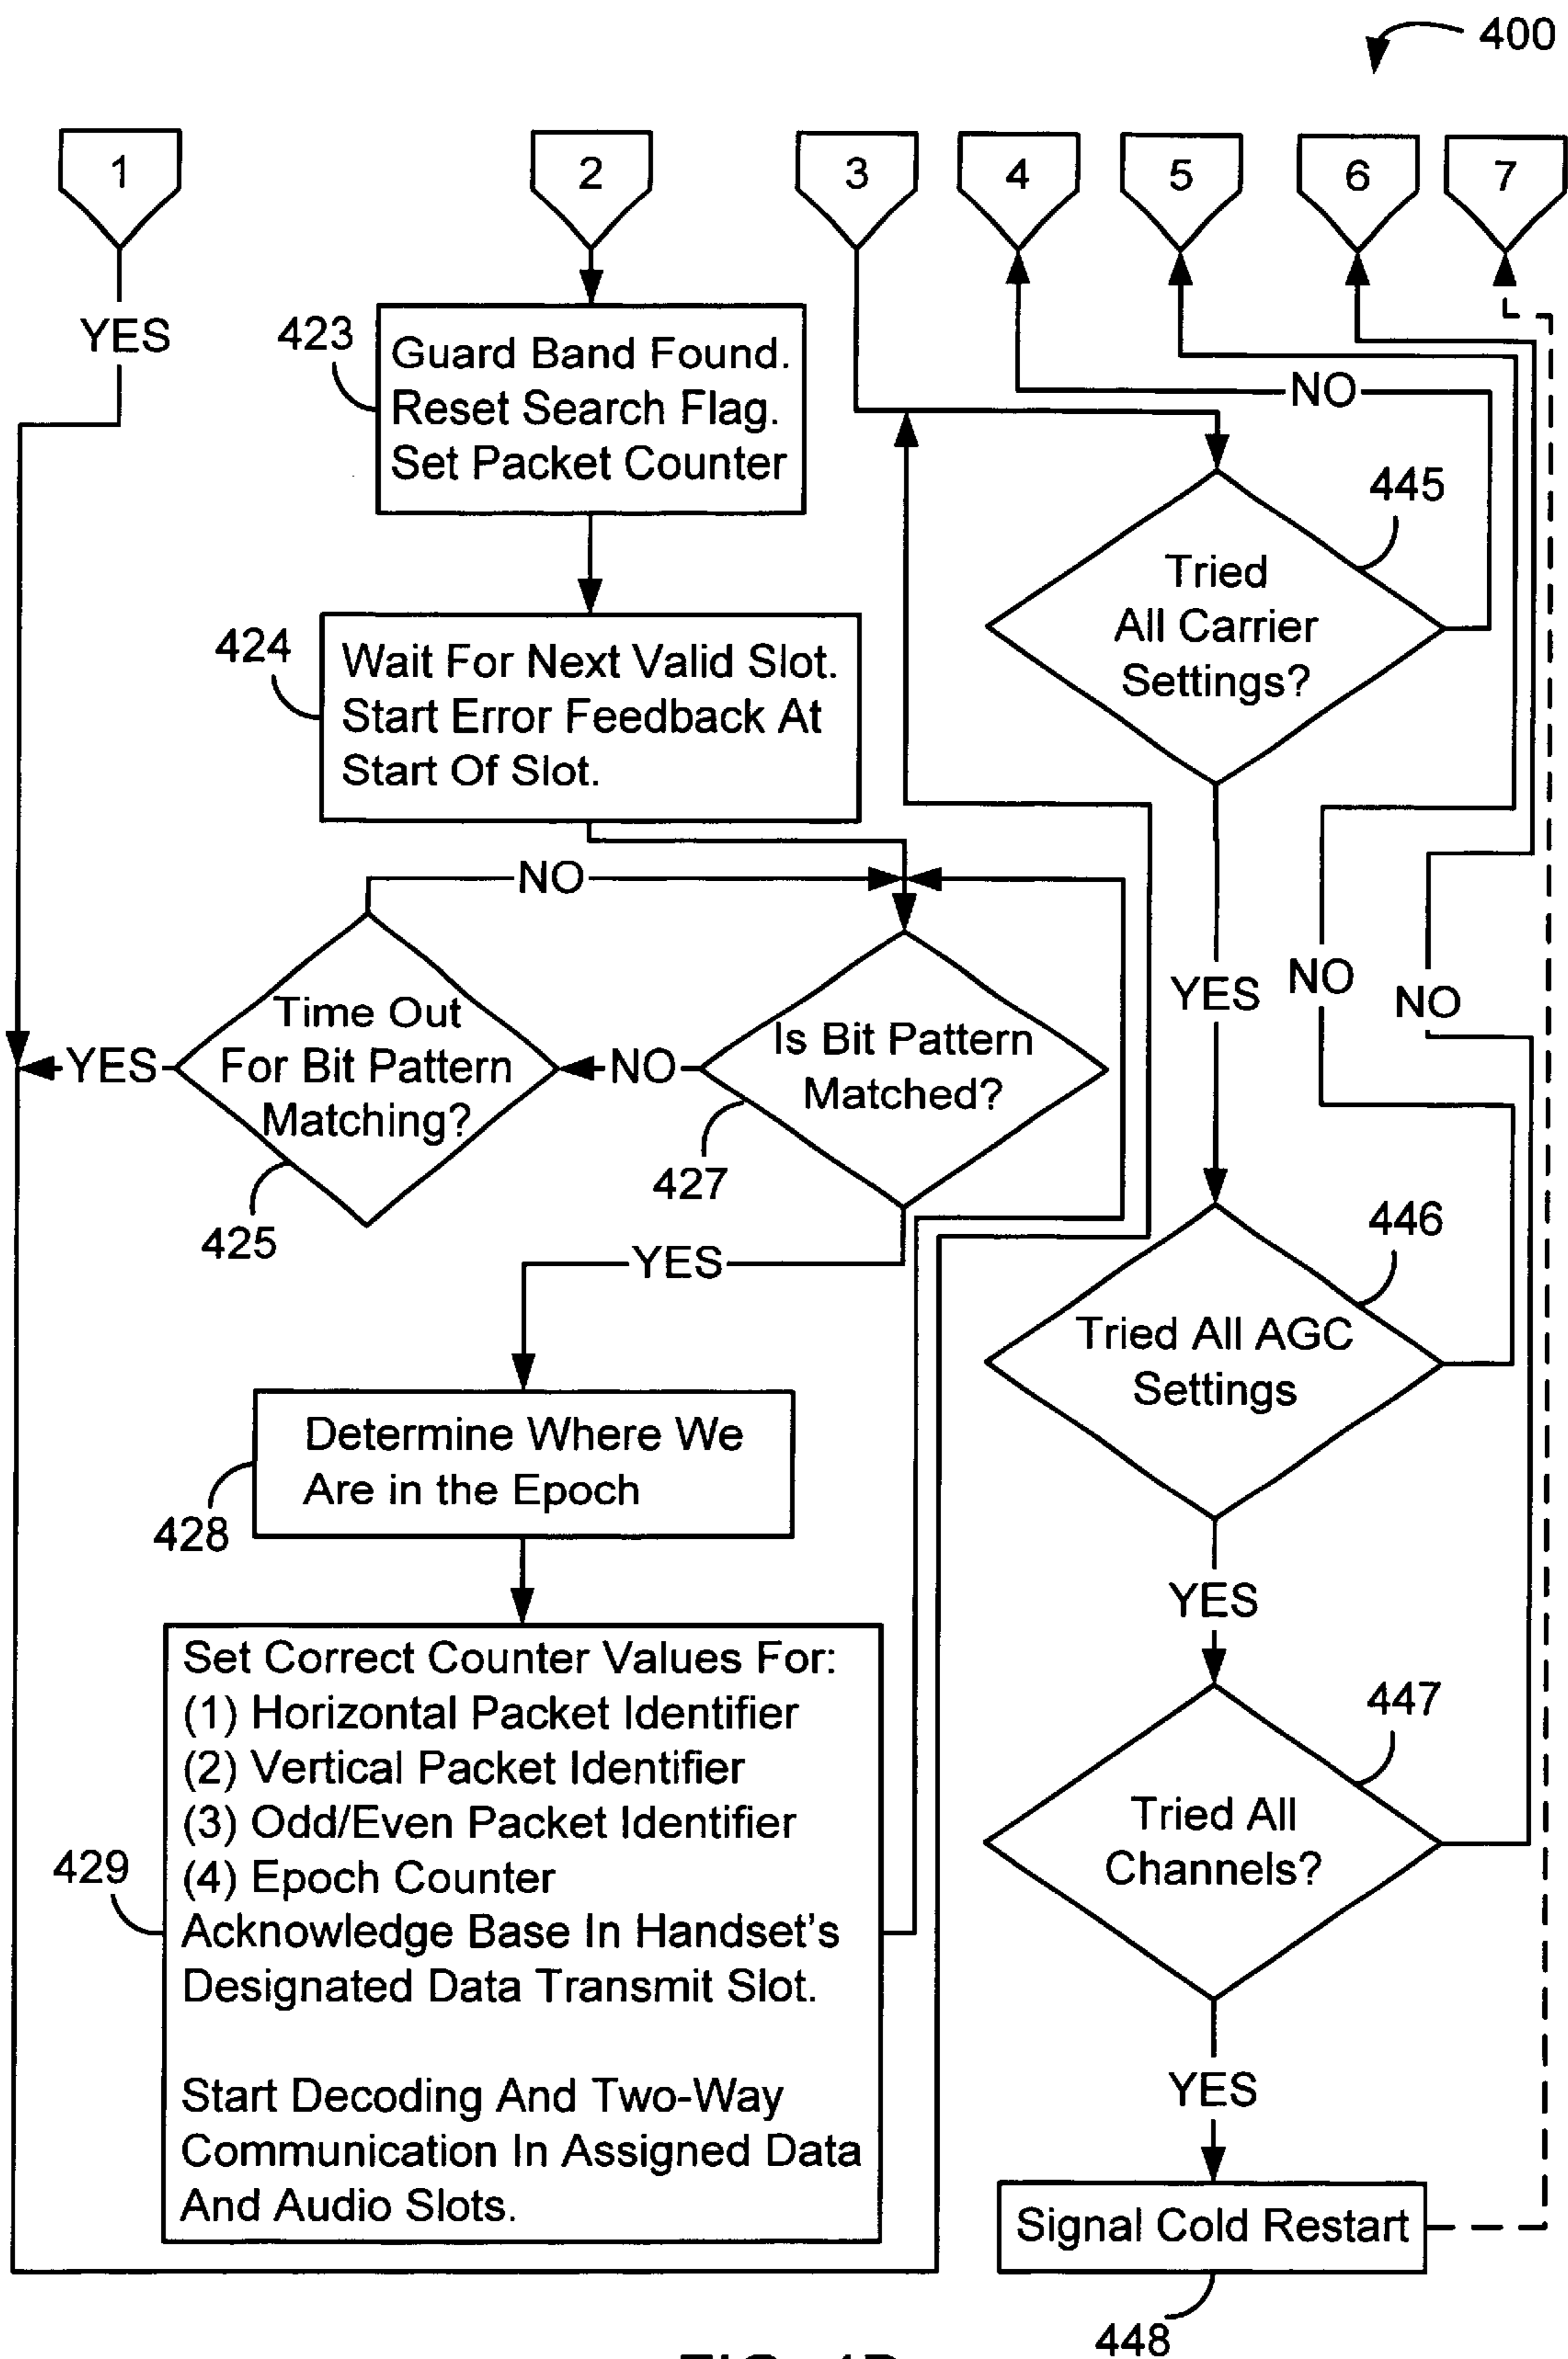 400
1
2
3
4
5
6
7
YES
423
Guard Band Found.
Reset Search Flag.
Set Packet Counter
NO
445
Tried
All Carrier
Settings?
424
Wait For Next Valid Slot.
Start Error Feedback At
Start Of Slot.
NO
YES
NO
NO
YES
Time Out
For Bit Pattern
Matching?
NO
Is Bit Pattern
Matched?
425
427
YES
446
Tried All AGC
Settings
428
Determine Where We
Are in the Epoch
YES
429
Set Correct Counter Values For:
(1) Horizontal Packet Identifier
(2) Vertical Packet Identifier
(3) Odd/Even Packet Identifier
(4) Epoch Counter
Acknowledge Base In Handset's
Designated Data Transmit Slot.
Start Decoding And Two-Way
Communication In Assigned Data
And Audio Slots.
447
Tried All
Channels?
YES
Signal Cold Restart
448